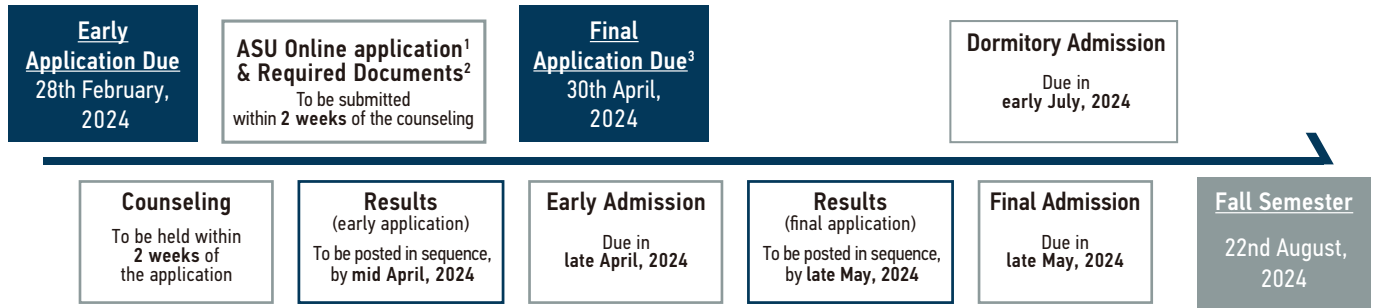 Early
Application Due
28th February,
2024
ASU Online application¹
& Required Documents²
To be submitted
within 2 weeks of the counseling
Final
Application Due³
30th April,
2024
Dormitory Admission
Due in
early July, 2024
Counseling
To be held within
2 weeks of
the application
Results
(early application)
To be posted in sequence,
by mid April, 2024
Early Admission
Due in
late April, 2024
Results
(final application)
To be posted in sequence,
by late May, 2024
Final Admission
Due in
late May, 2024
Fall Semester
22nd August,
2024